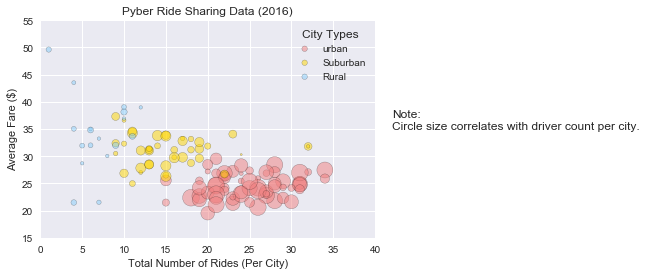 Pyber Ride Sharing Data (2016)
55
50
45
40
35
30
25
20
15
Average Fare ($)
City Types
urban
Suburban
Rural
Note:
Circle size correlates with driver count per city.
0 5 10 15 20 25 30 35 40
Total Number of Rides (Per City)